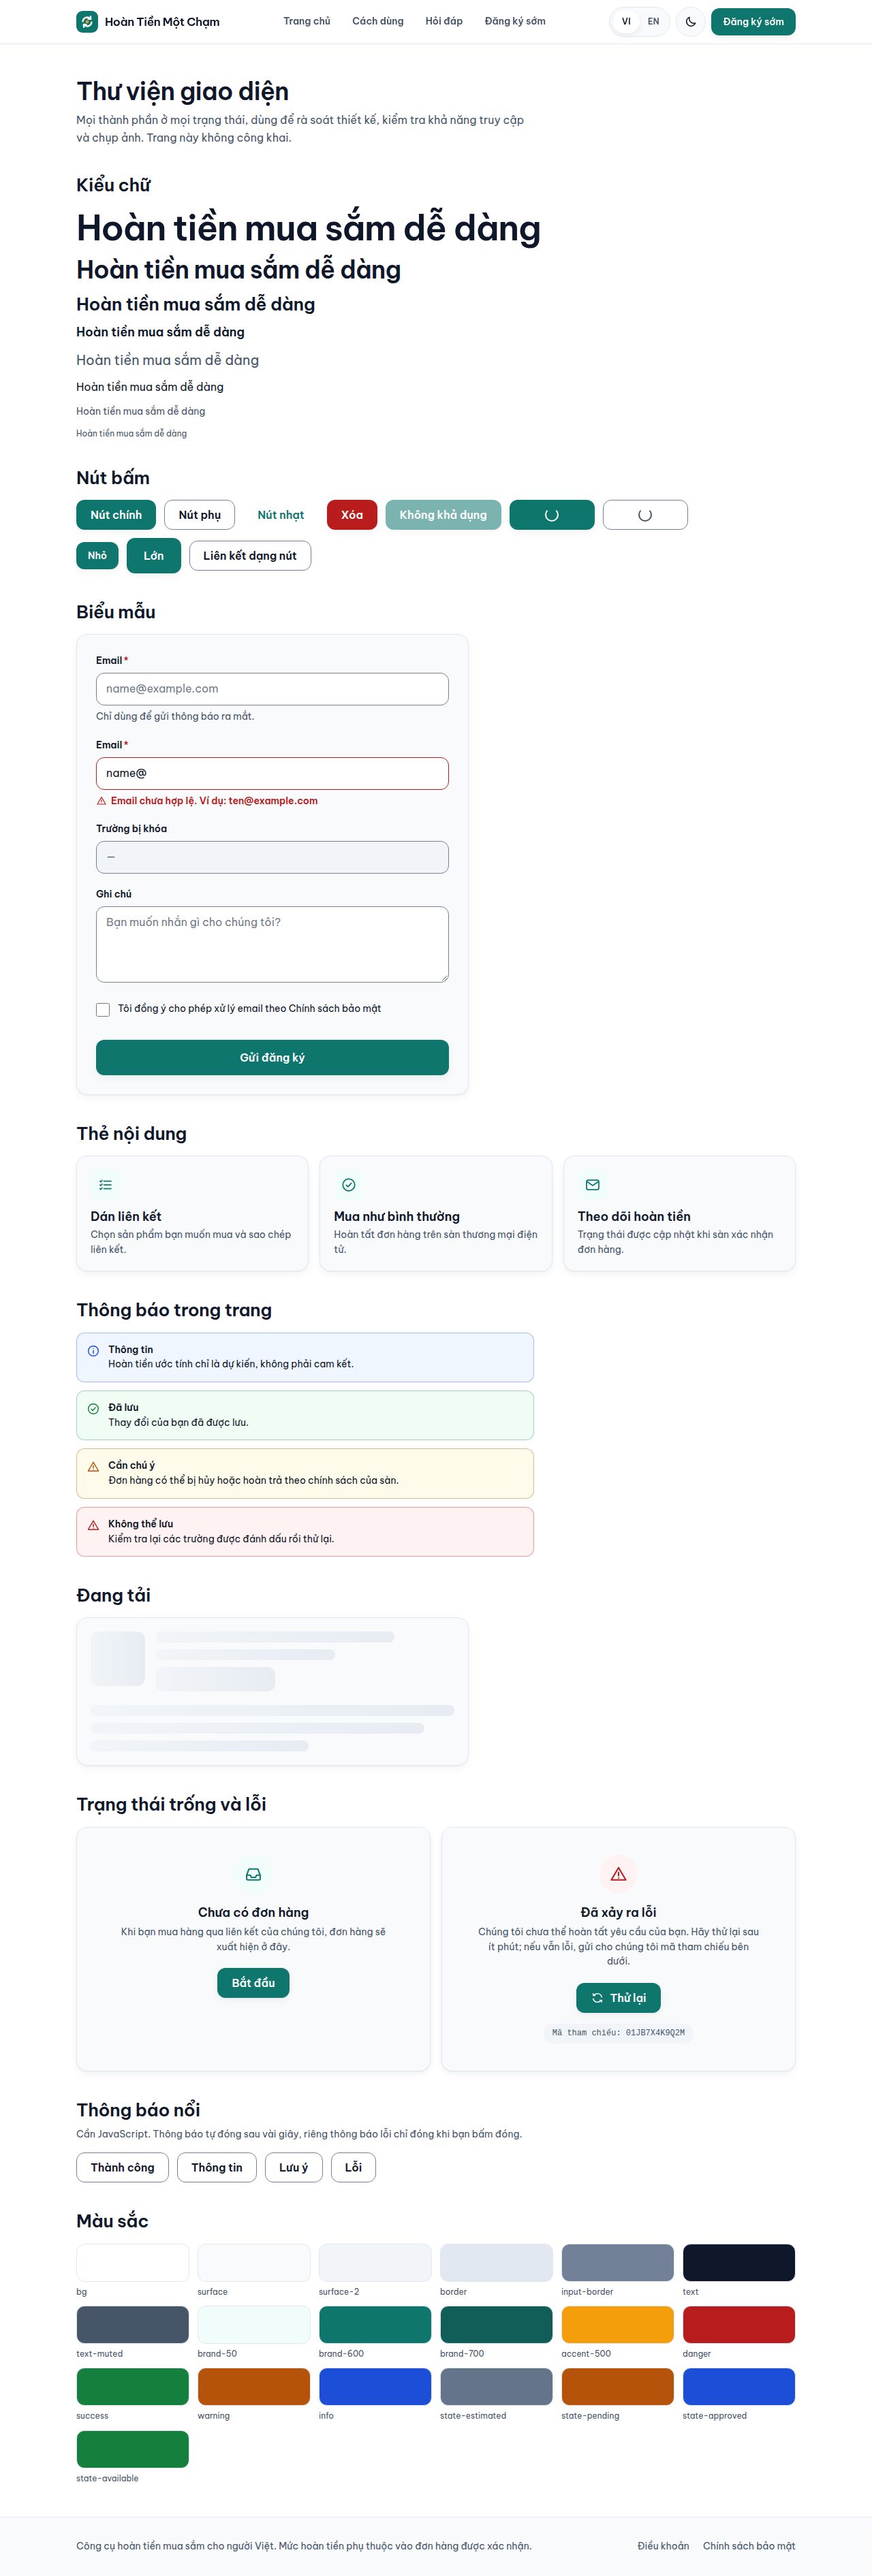 Hoàn Tiền Một Chạm
Trang chủ
Cách dùng
Hỏi đáp
Đăng ký sớm
VI
EN
Đăng ký sớm
Thư viện giao diện
Mọi thành phần ở mọi trạng thái, dùng để rà soát thiết kế, kiểm tra khả năng truy cập
và chụp ảnh. Trang này không công khai.
Kiểu chữ
Hoàn tiền mua sắm dễ dàng
Hoàn tiền mua sắm dễ dàng
Hoàn tiền mua sắm dễ dàng
Hoàn tiền mua sắm dễ dàng
Hoàn tiền mua sắm dễ dàng
Hoàn tiền mua sắm dễ dàng
Hoàn tiền mua sắm dễ dàng
Hoàn tiền mua sắm dễ dàng
Nút bấm
Nút chính
Nút phụ
Nút nhạt
Xóa
Không khả dụng
Nhỏ
Lớn
Liên kết dạng nút
Biểu mẫu
Email *
name@example.com
Chỉ dùng để gửi thông báo ra mắt.
Email *
name@
Email chưa hợp lệ. Ví dụ: ten@example.com
Trường bị khóa
—
Ghi chú
Bạn muốn nhắn gì cho chúng tôi?
Tôi đồng ý cho phép xử lý email theo Chính sách bảo mật
Gửi đăng ký
Thẻ nội dung
Dán liên kết
Chọn sản phẩm bạn muốn mua và sao chép
liên kết.
Mua như bình thường
Hoàn tất đơn hàng trên sàn thương mại điện
tử.
Theo dõi hoàn tiền
Trạng thái được cập nhật khi sàn xác nhận
đơn hàng.
Thông báo trong trang
Thông tin
Hoàn tiền ước tính chỉ là dự kiến, không phải cam kết.
Đã lưu
Thay đổi của bạn đã được lưu.
Cần chú ý
Đơn hàng có thể bị hủy hoặc hoàn trả theo chính sách của sàn.
Không thể lưu
Kiểm tra lại các trường được đánh dấu rồi thử lại.
Đang tải
Trạng thái trống và lỗi
Chưa có đơn hàng
Khi bạn mua hàng qua liên kết của chúng tôi, đơn hàng sẽ
xuất hiện ở đây.
Bắt đầu
Đã xảy ra lỗi
Chúng tôi chưa thể hoàn tất yêu cầu của bạn. Hãy thử lại sau
ít phút; nếu vẫn lỗi, gửi cho chúng tôi mã tham chiếu bên
dưới.
Thử lại
Mã tham chiếu: 01JB7X4K9Q2M
Thông báo nổi
Cần JavaScript. Thông báo tự đóng sau vài giây, riêng thông báo lỗi chỉ đóng khi bạn bấm đóng.
Thành công
Thông tin
Lưu ý
Lỗi
Màu sắc
bg
surface
surface-2
border
input-border
text
text-muted
brand-50
brand-600
brand-700
accent-500
danger
success
warning
info
state-estimated
state-pending
state-approved
state-available
Công cụ hoàn tiền mua sắm cho người Việt. Mức hoàn tiền phụ thuộc vào đơn hàng được xác nhận.
Điều khoản
Chính sách bảo mật